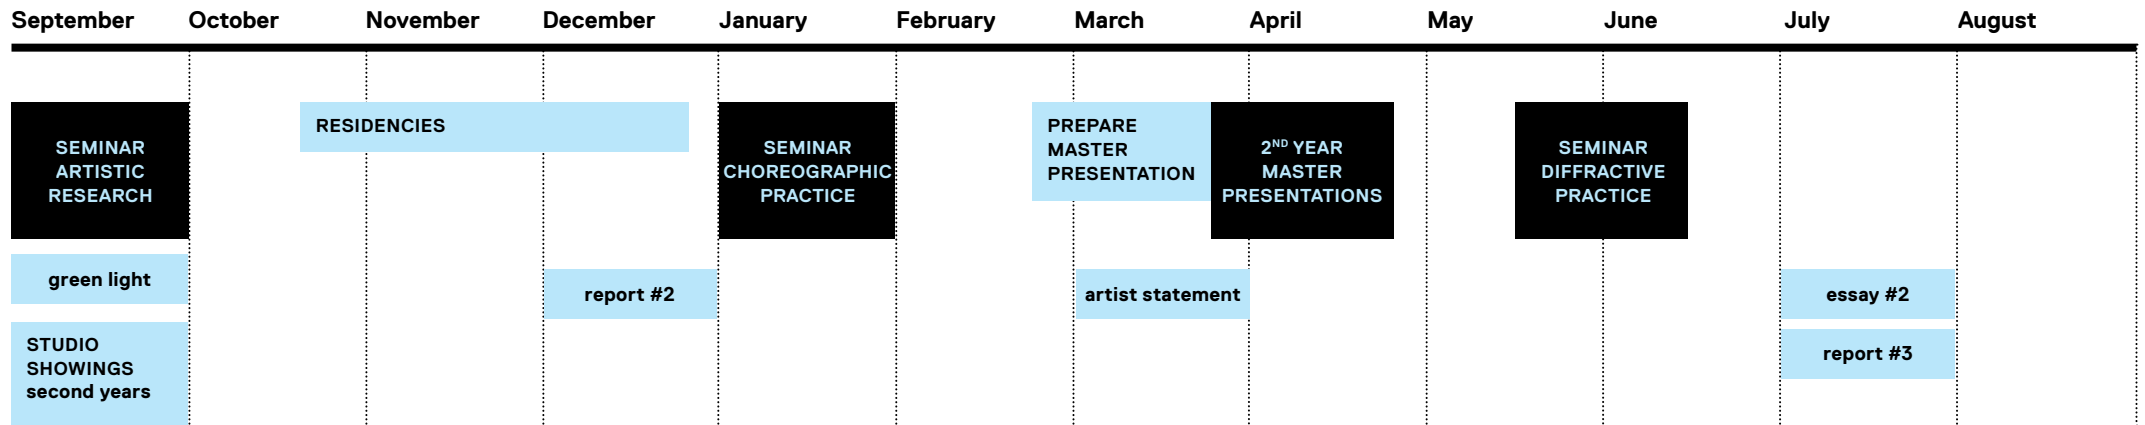 September October November December January February March April May June July August
SEMINAR
ARTISTIC
RESEARCH
RESIDENCIES
SEMINAR
CHOREOGRAPHIC
PRACTICE
PREPARE
MASTER
PRESENTATION
2ND YEAR
MASTER
PRESENTATIONS
SEMINAR
DIFFRACTIVE
PRACTICE
green light
report #2
artist statement
essay #2
STUDIO
SHOWINGS
second years
report #3